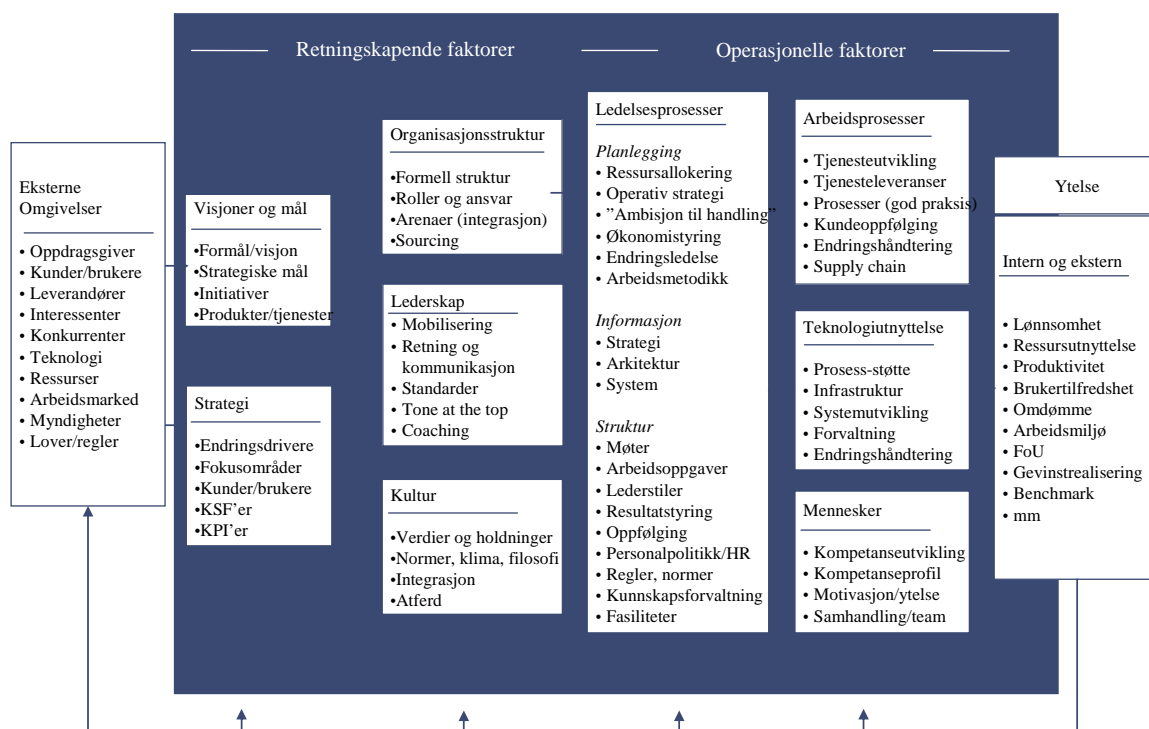 Retningskapende faktorer
Operasjonelle faktorer
Eksterne
Omgivelser
• Oppdragsgiver
• Kunder/brukere
• Leverandører
• Interessenter
• Konkurrenter
• Teknologi
• Ressurser
• Arbeidsmarked
• Myndigheter
• Lover/regler
Visjoner og mål
•Formål/visjon
•Strategiske mål
•Initiativer
•Produkter/tjenester
Strategi
•Endringsdrivere
•Fokusområder
•Kunder/brukere
•KSF’er
•KPI’er
Organisasjonsstruktur
•Formell struktur
•Roller og ansvar
•Arenaer (integrasjon)
•Sourcing
Lederskap
• Mobilisering
• Retning og
kommunikasjon
• Standarder
• Tone at the top
• Coaching
Kultur
•Verdier og holdninger
•Normer, klima, filosofi
•Integrasjon
•Atferd
Ledelsesprosesser
Planlegging
• Ressursallokering
• Operativ strategi
• ”Ambisjon til handling”
• Økonomistyring
• Endringsledelse
• Arbeidsmetodikk
Informasjon
• Strategi
• Arkitektur
• System
Struktur
• Møter
• Arbeidsoppgaver
• Lederstiler
• Resultatstyring
• Oppfølging
• Personalpolitikk/HR
• Regler, normer
• Kunnskapsforvaltning
• Fasiliteter
Arbeidsprosesser
• Tjenesteutvikling
• Tjenesteleveranser
• Prosesser (god praksis)
• Kundeoppfølging
• Endringshåndtering
• Supply chain
Teknologiutnyttelse
• Prosess-støtte
• Infrastruktur
• Systemutvikling
• Forvaltning
• Endringshåndtering
Mennesker
• Kompetanseutvikling
• Kompetanseprofil
• Motivasjon/ytelse
• Samhandling/team
Ytelse
Intern og ekstern
• Lønnsomhet
• Ressursutnyttelse
• Produktivitet
• Brukertilfredshet
• Omdømme
• Arbeidsmiljø
• FoU
• Gevinstrealisering
• Benchmark
• mm